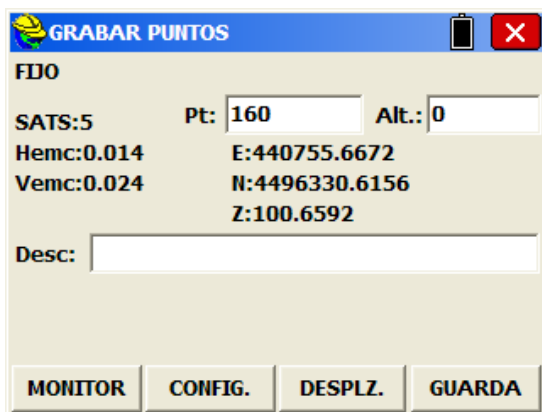 GRABAR PUNTOS
FIJO
SATS:5 Pt: 160 Alt.: 0
Hemc:0.014 E:440755.6672
Vemc:0.024 N:4496330.6156
Z:100.6592
Desc:
MONITOR CONFIG. DESPLZ. GUARDA